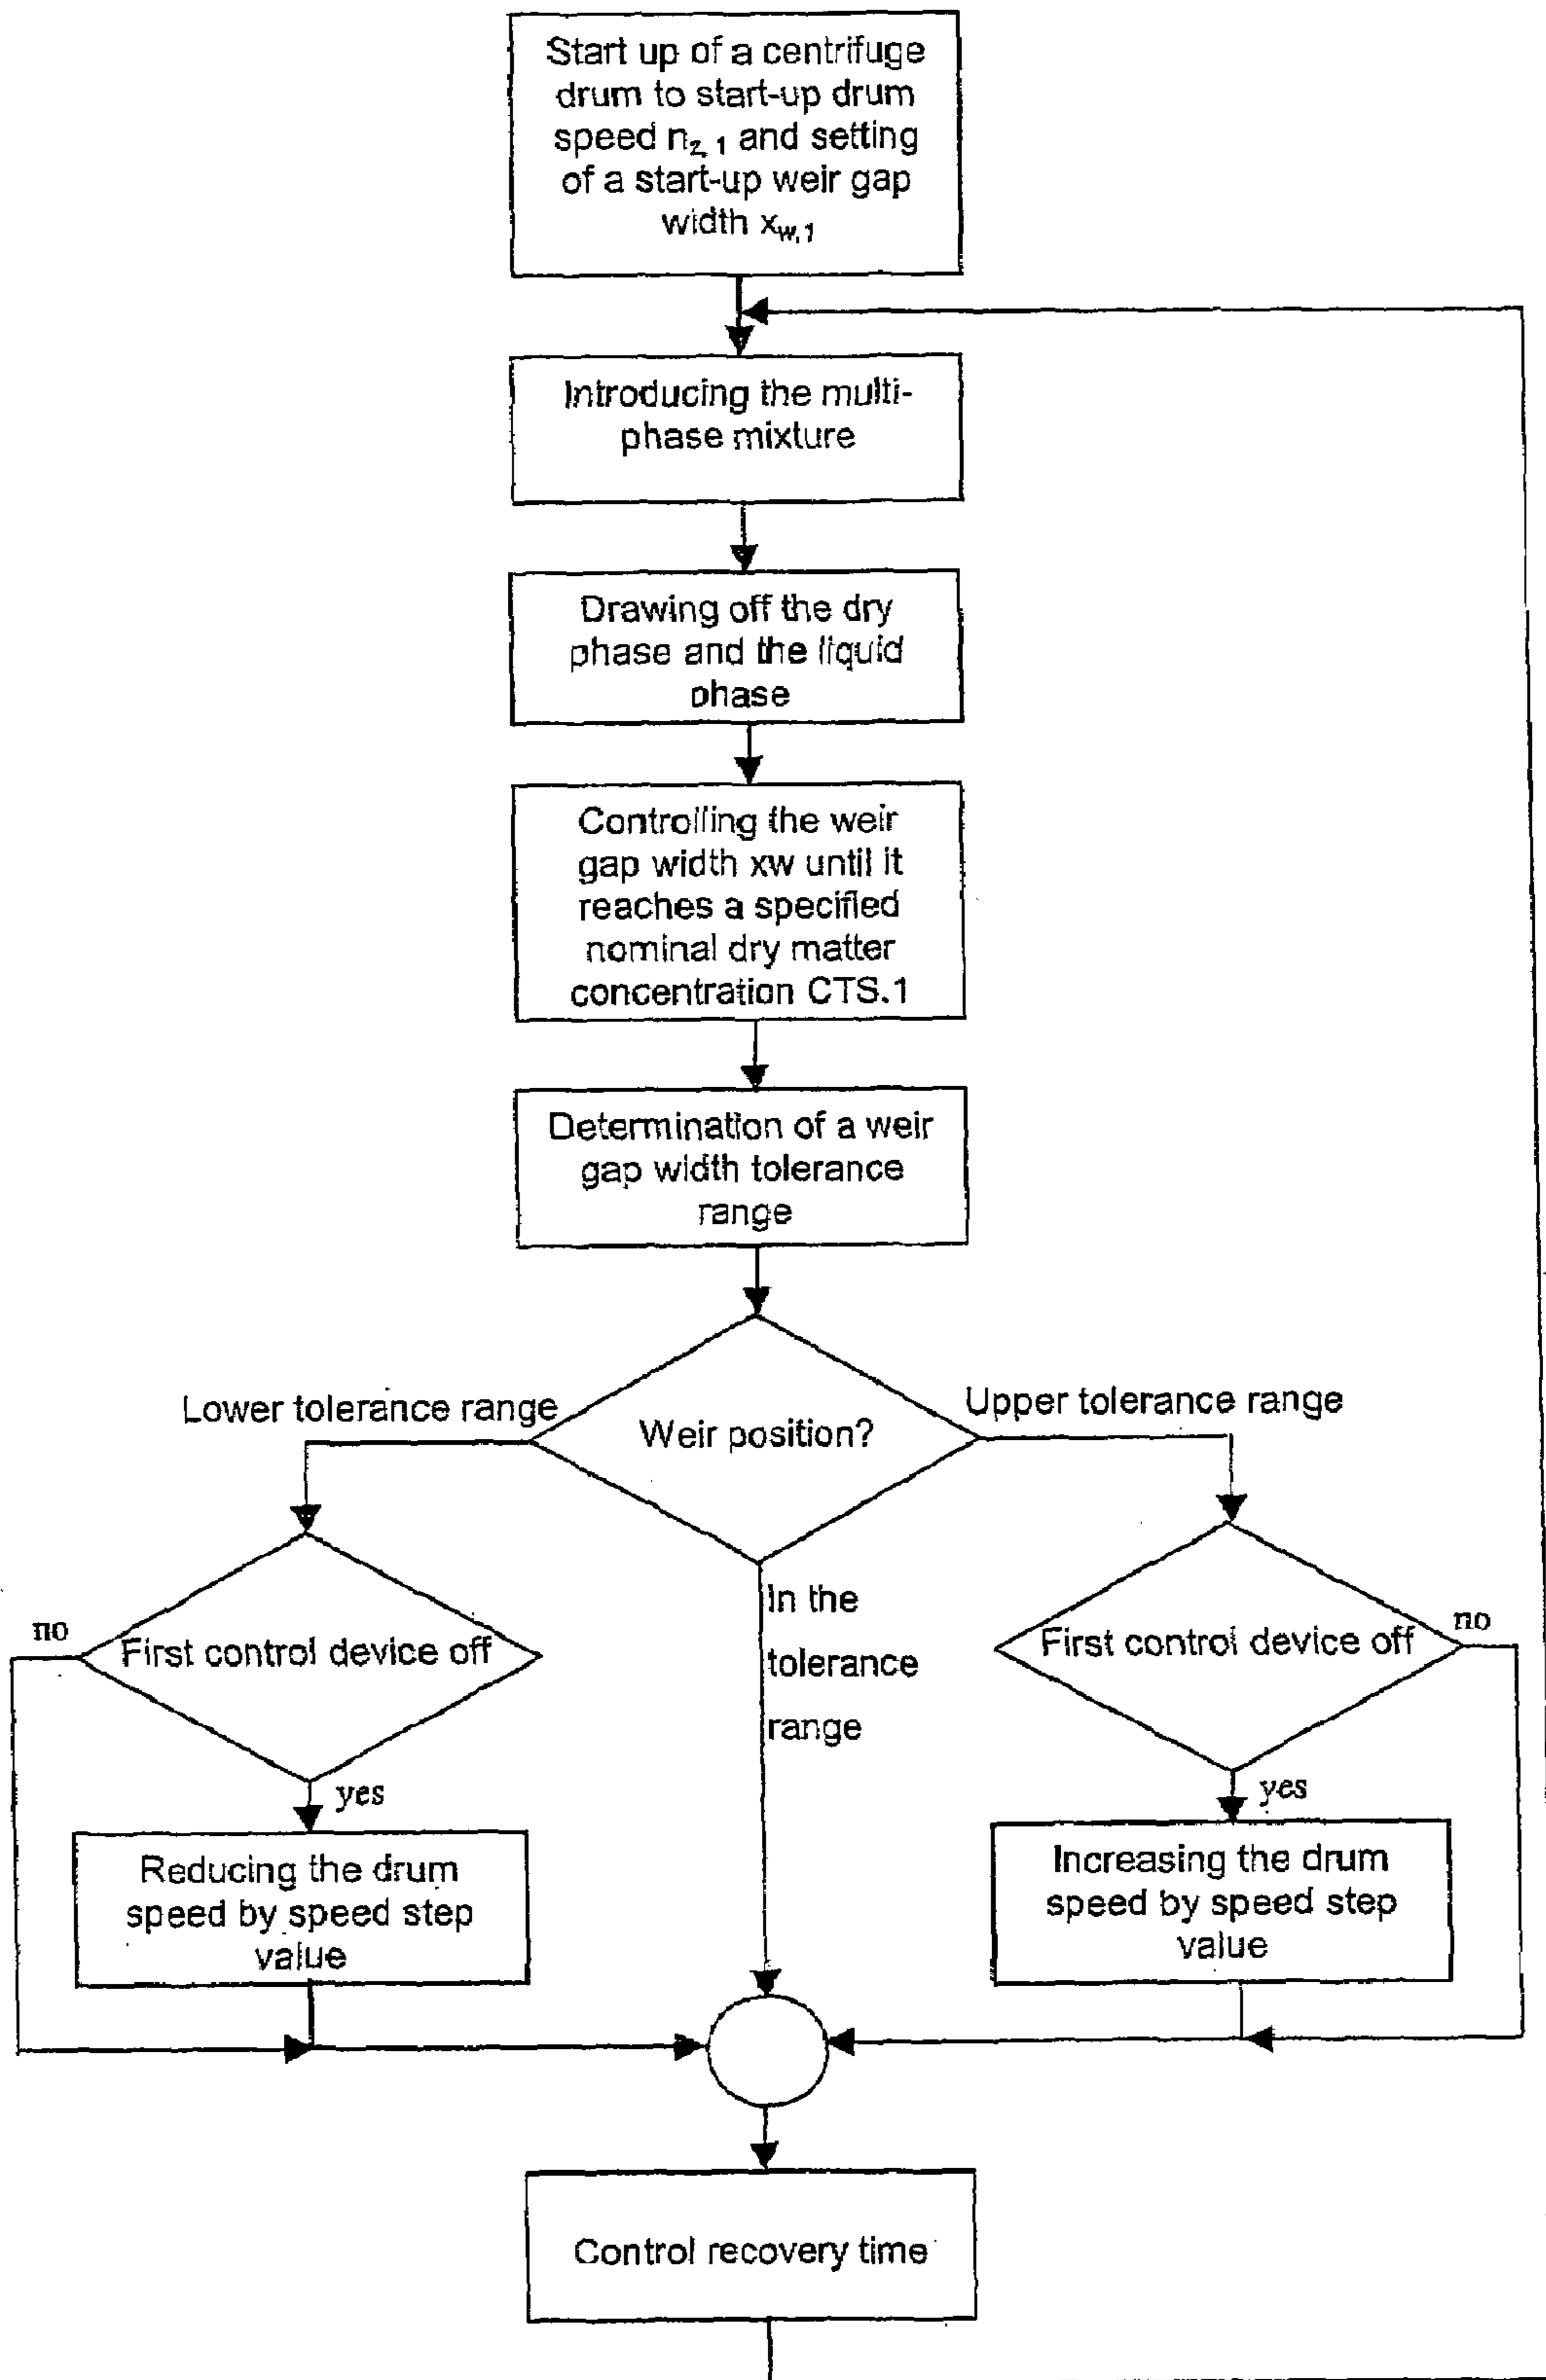 Start up of a centrifuge
drum to start-up drum
speed nz, 1 and setting
of a start-up weir gap
width xw,1
Introducing the multi-
phase mixture
Drawing off the dry
phase and the liquid
phase
Controlling the weir
gap width xw until it
reaches a specified
nominal dry matter
concentration CTS.1
Determination of a weir
gap width tolerance
range
Weir position?
Lower tolerance range
Upper tolerance range
In the
tolerance
range
no
First control device off
yes
First control device off
no
yes
Reducing the drum
speed by speed step
value
Increasing the drum
speed by speed step
value
Control recovery time